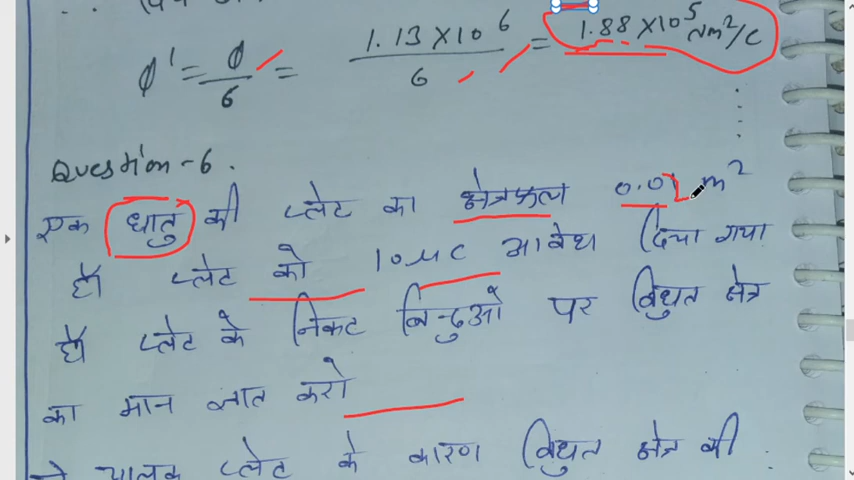 φ' = φ/6 = 1.13×10^6/6 = 1.88×10^5 Nm²/C
Question-6.
एक धातु की प्लेट का क्षेत्रफल 0.02 m²
है। प्लेट को 10 μc आवेश दिया गया
है। प्लेट के निकट बिन्दुओ पर विधुत क्षेत्र
का मान ज्ञात करो
चालक प्लेट के कारण विधुत क्षेत्र की